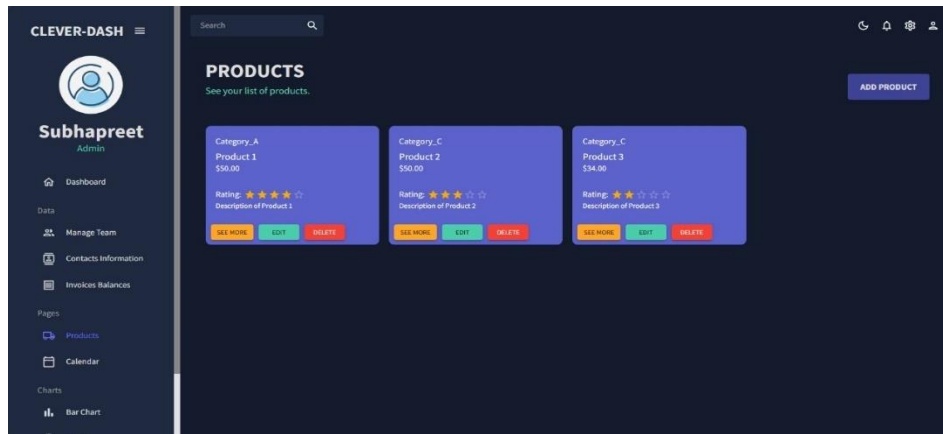 CLEVER-DASH
Subhapreet
Admin
Dashboard
Data
Manage Team
Contacts Information
Invoices Balances
Pages
Products
Calendar
Charts
Bar Chart
Search
PRODUCTS
See your list of products.
ADD PRODUCT
Category_A
Product 1
$50.00
Rating:
Description of Product 1
SEE MORE EDIT DELETE
Category_C
Product 2
$50.00
Rating:
Description of Product 2
SEE MORE EDIT DELETE
Category_C
Product 3
$34.00
Rating:
Description of Product 3
SEE MORE EDIT DELETE